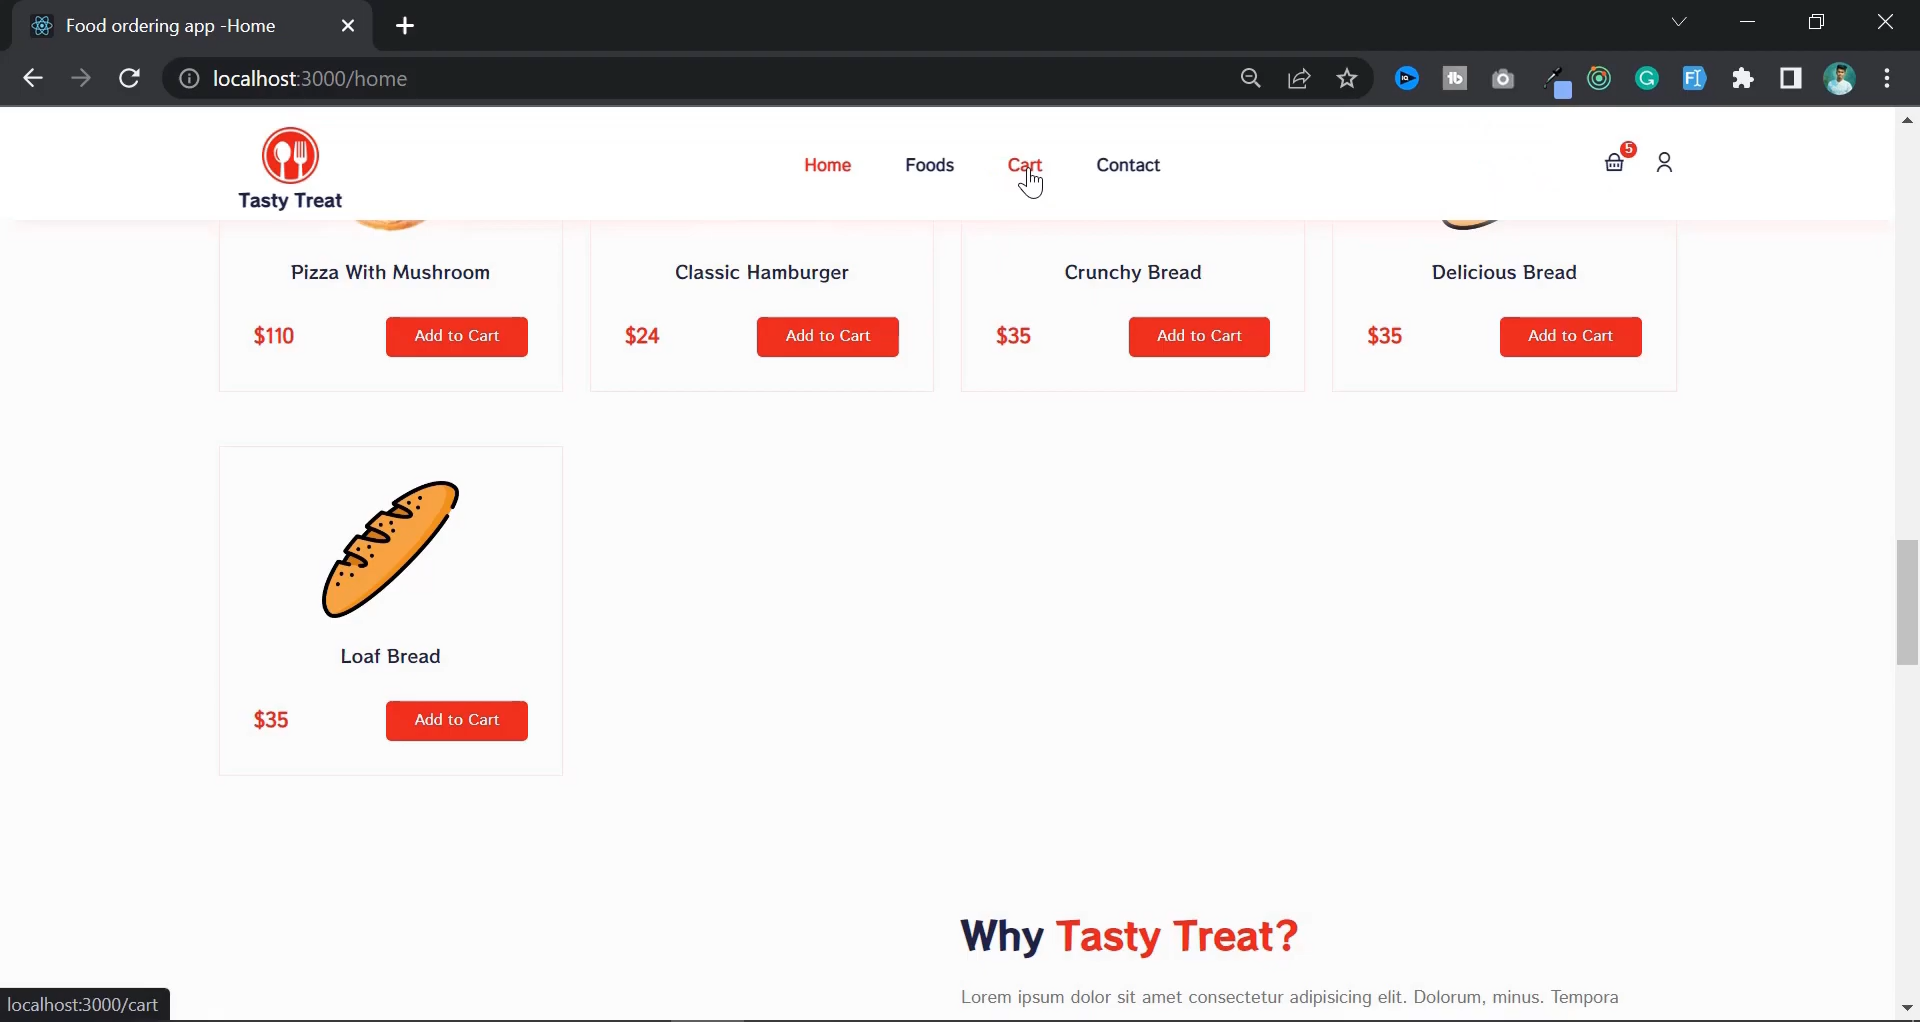 Food ordering app -Home
localhost:3000/home
Tasty Treat
Home Foods Cart Contact
5
Pizza With Mushroom
$110 Add to Cart
Classic Hamburger
$24 Add to Cart
Crunchy Bread
$35 Add to Cart
Delicious Bread
$35 Add to Cart
Loaf Bread
$35 Add to Cart
Why Tasty Treat?
Lorem ipsum dolor sit amet consectetur adipisicing elit. Dolorum, minus. Tempora
localhost:3000/cart